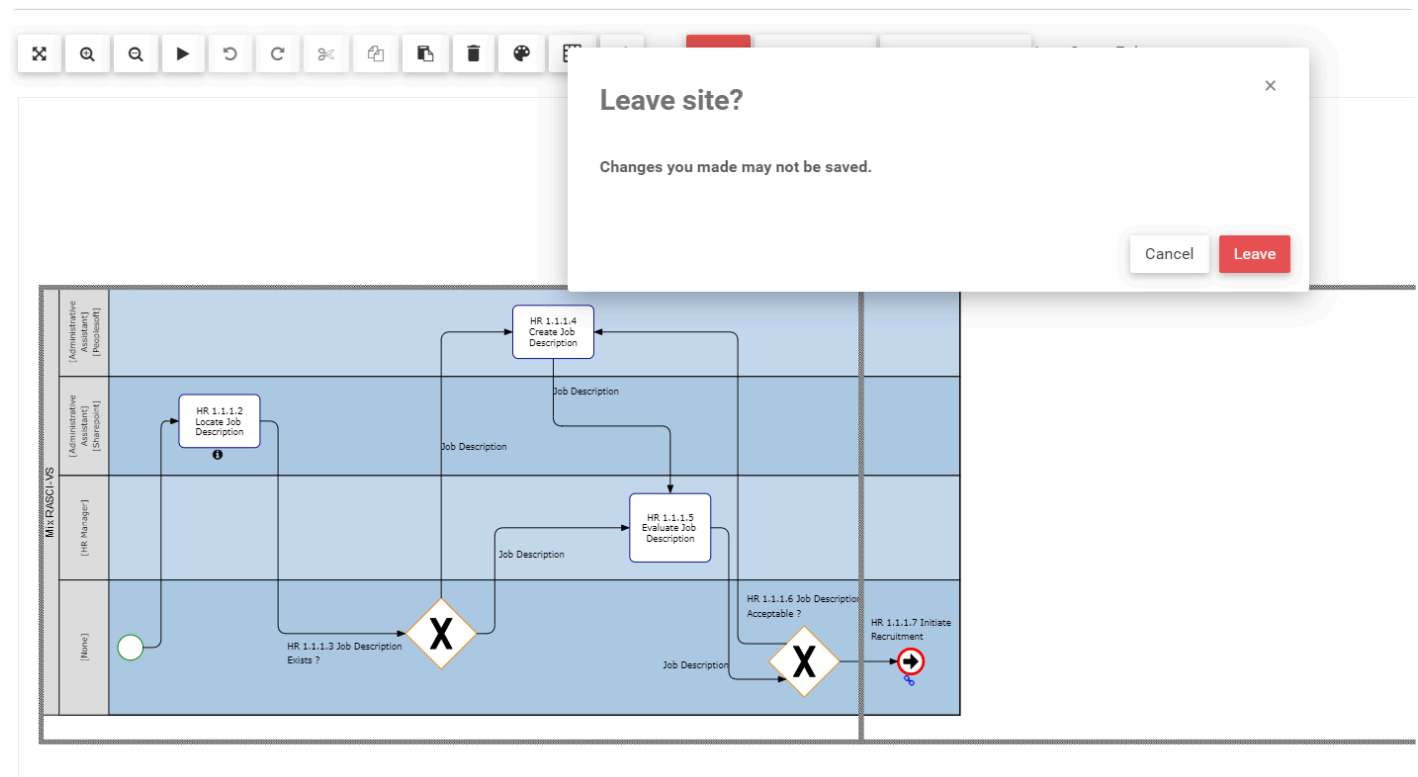 Leave site?
×
Changes you made may not be saved.
Cancel
Leave
Mix RASCI-VS
[Administrative
Assistant]
[Peoplesoft]
HR 1.1.1.4
Create Job
Description
Job Description
[Administrative
Assistant]
[Sharepoint]
HR 1.1.1.2
Locate Job
Description
Job Description
[HR Manager]
HR 1.1.1.5
Evaluate Job
Description
Job Description
[None]
HR 1.1.1.3 Job Description
Exists ?
X
HR 1.1.1.6 Job Description
Acceptable ?
X
Job Description
HR 1.1.1.7 Initiate
Recruitment